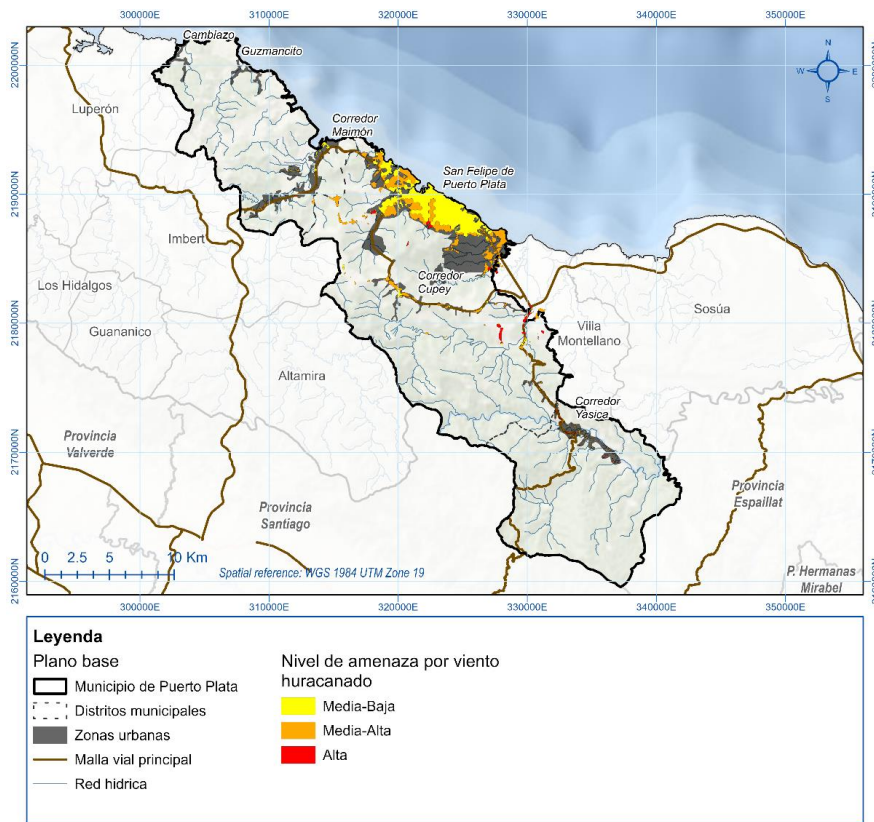 300000E
310000E
320000E
330000E
340000E
350000E
Cambiazo
Guzmancito
N
W
E
S
2200000N
Luperón
Corredor
Maimón
San Felipe de
Puerto Plata
2190000N
Imbert
Corredor
Cupey
Los Hidalgos
Sosúa
2180000N
Guananico
Villa
Montellano
Altamira
Corredor
Yasica
Provincia
Valverde
2170000N
Provincia
Espaillat
Provincia
Santiago
0 2.5 5 10 Km
Spatial reference: WGS 1984 UTM Zone 19
P. Hermanas
Mirabel
2160000N
300000E
310000E
320000E
330000E
340000E
350000E
Leyenda
Plano base
Municipio de Puerto Plata
Distritos municipales
Zonas urbanas
Malla vial principal
Red hidrica
Nivel de amenaza por viento
huracanado
Media-Baja
Media-Alta
Alta